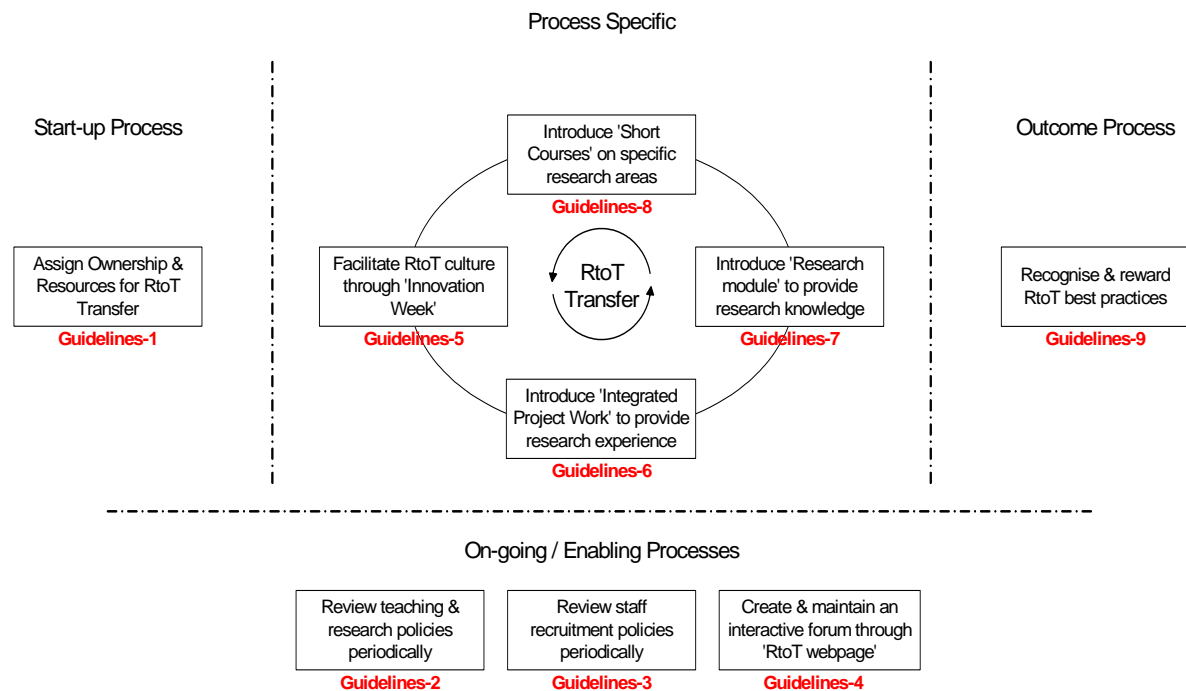 Process Specific
Start-up Process
Outcome Process
Introduce 'Short
Courses' on specific
research areas
Guidelines-8
Assign Ownership &
Resources for RtoT
Transfer
Guidelines-1
Facilitate RtoT culture
through 'Innovation
Week'
Guidelines-5
RtoT
Transfer
Introduce 'Research
module' to provide
research knowledge
Guidelines-7
Recognise & reward
RtoT best practices
Guidelines-9
Introduce 'Integrated
Project Work' to provide
research experience
Guidelines-6
On-going / Enabling Processes
Review teaching &
research policies
periodically
Guidelines-2
Review staff
recruitment policies
periodically
Guidelines-3
Create & maintain an
interactive forum through
'RtoT webpage'
Guidelines-4